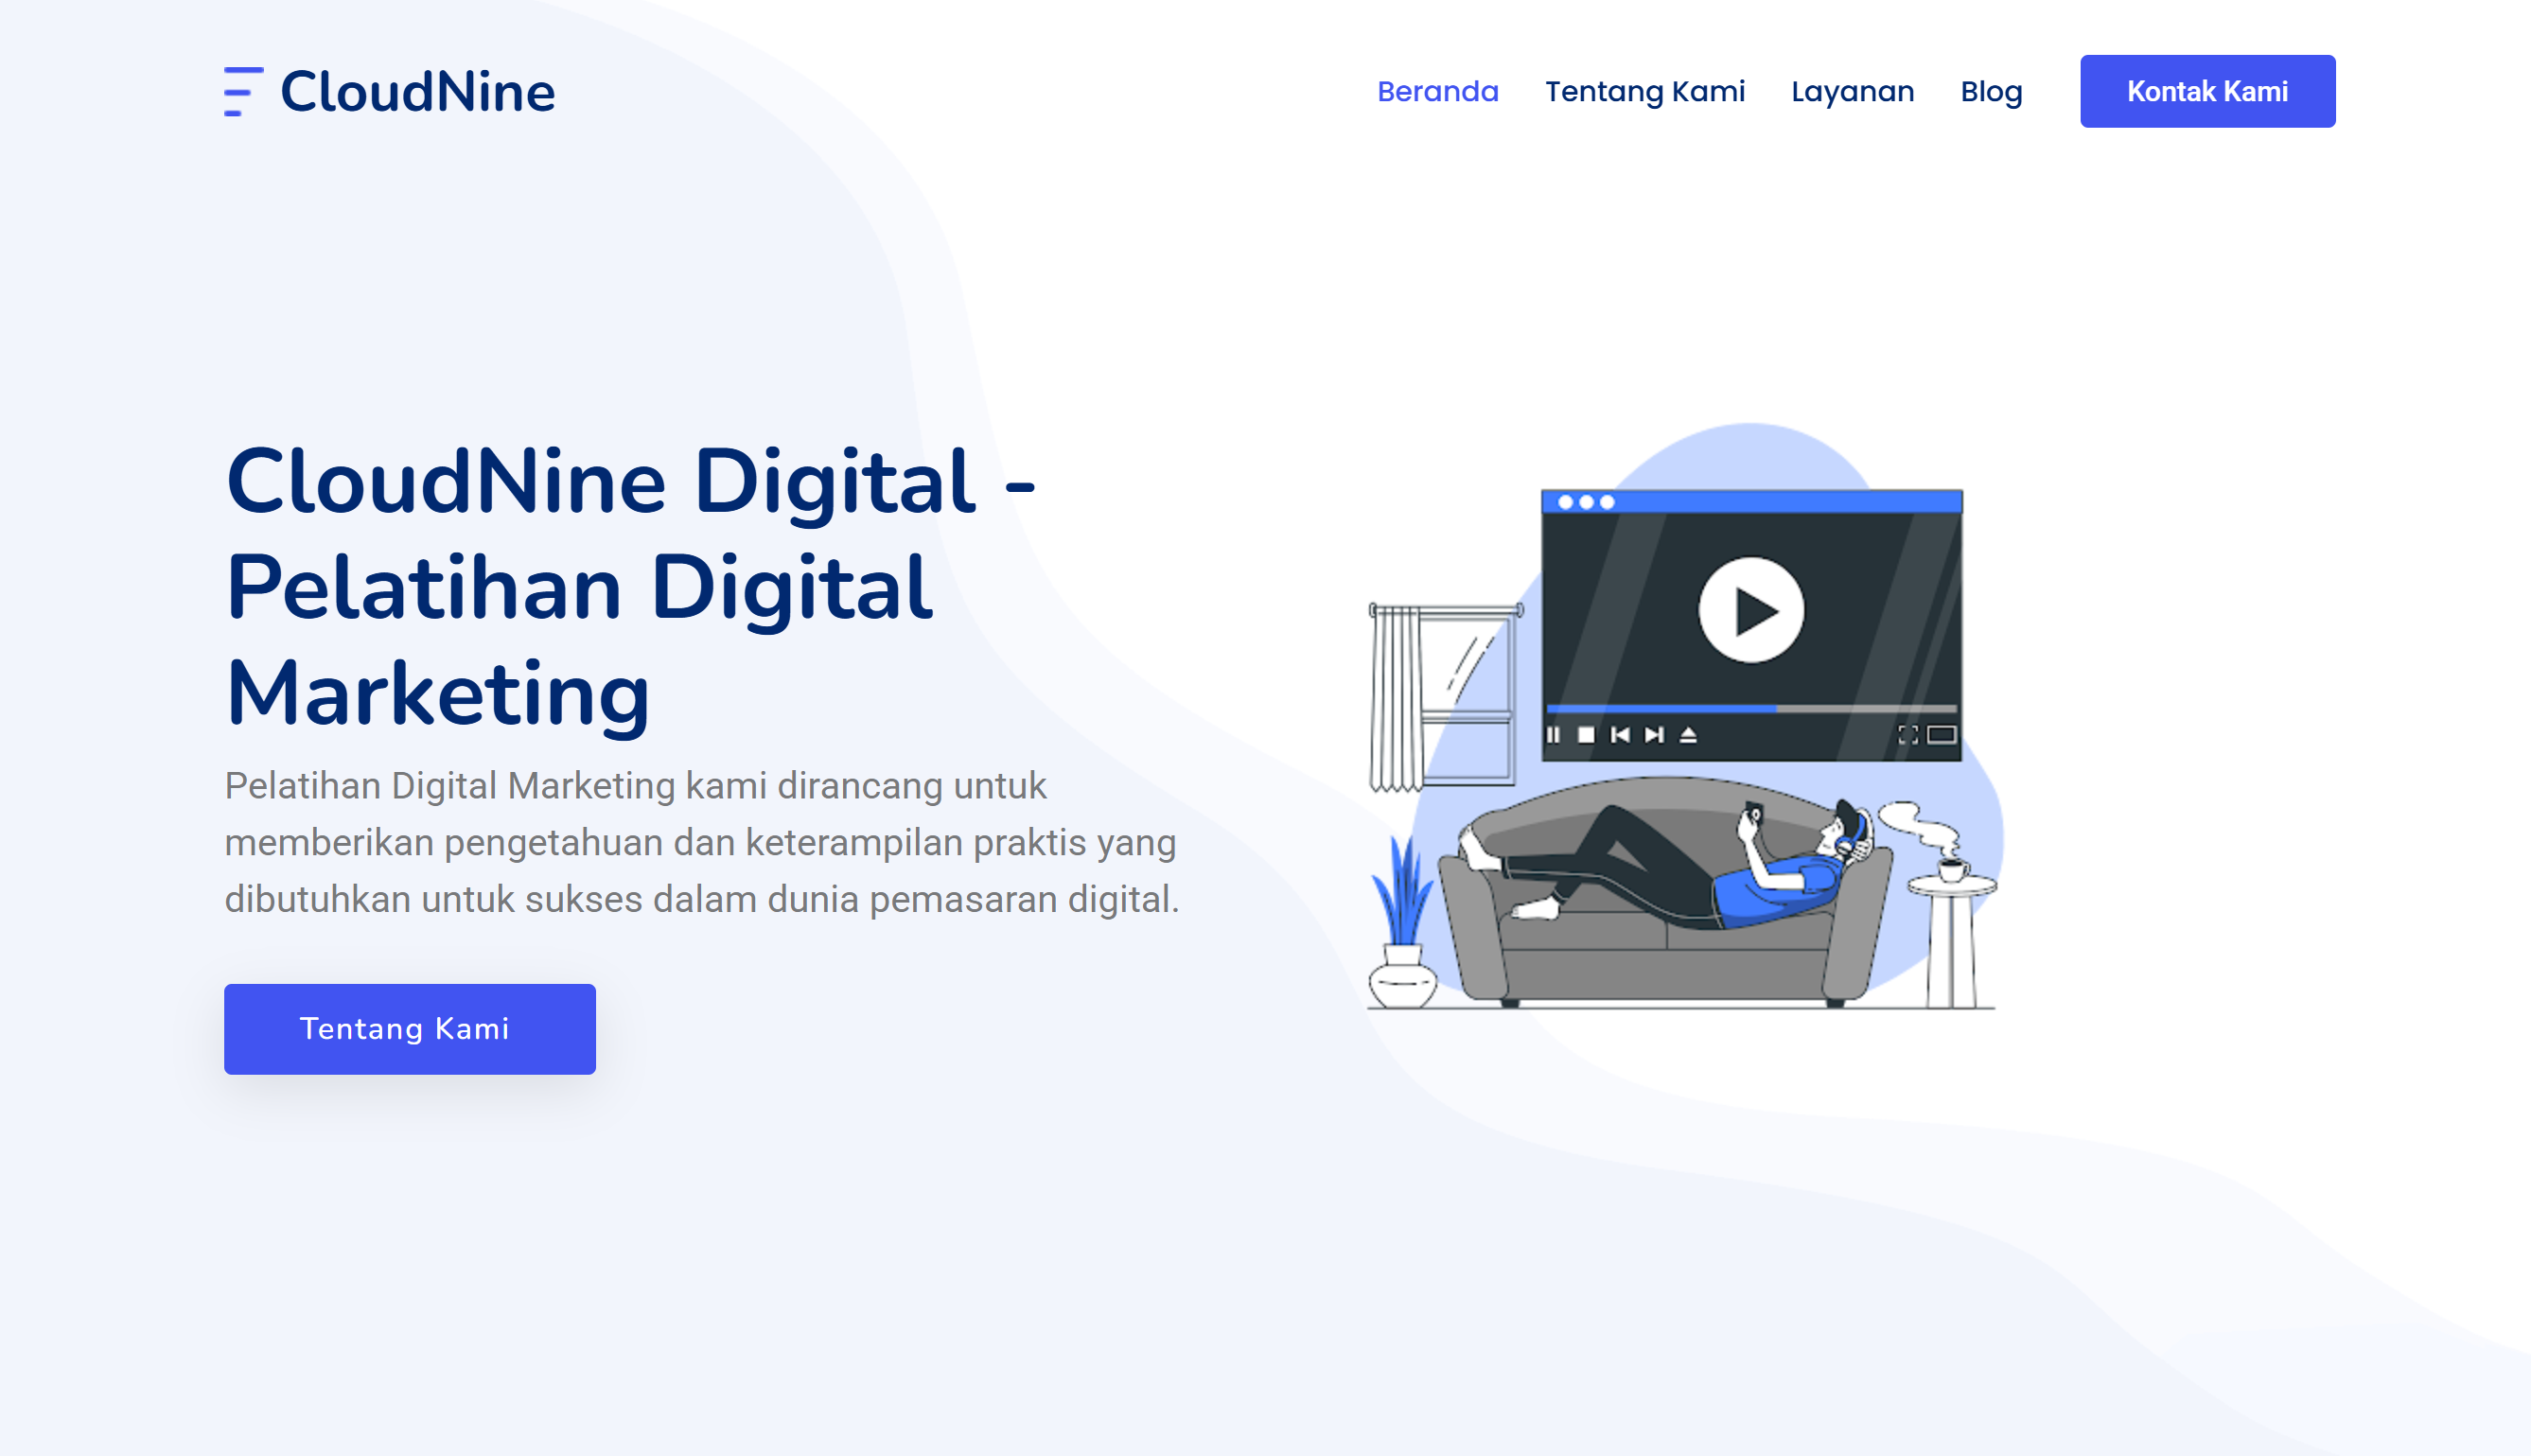 CloudNine
Beranda
Tentang Kami
Layanan
Blog
Kontak Kami
CloudNine Digital -
Pelatihan Digital
Marketing
Pelatihan Digital Marketing kami dirancang untuk
memberikan pengetahuan dan keterampilan praktis yang
dibutuhkan untuk sukses dalam dunia pemasaran digital.
Tentang Kami